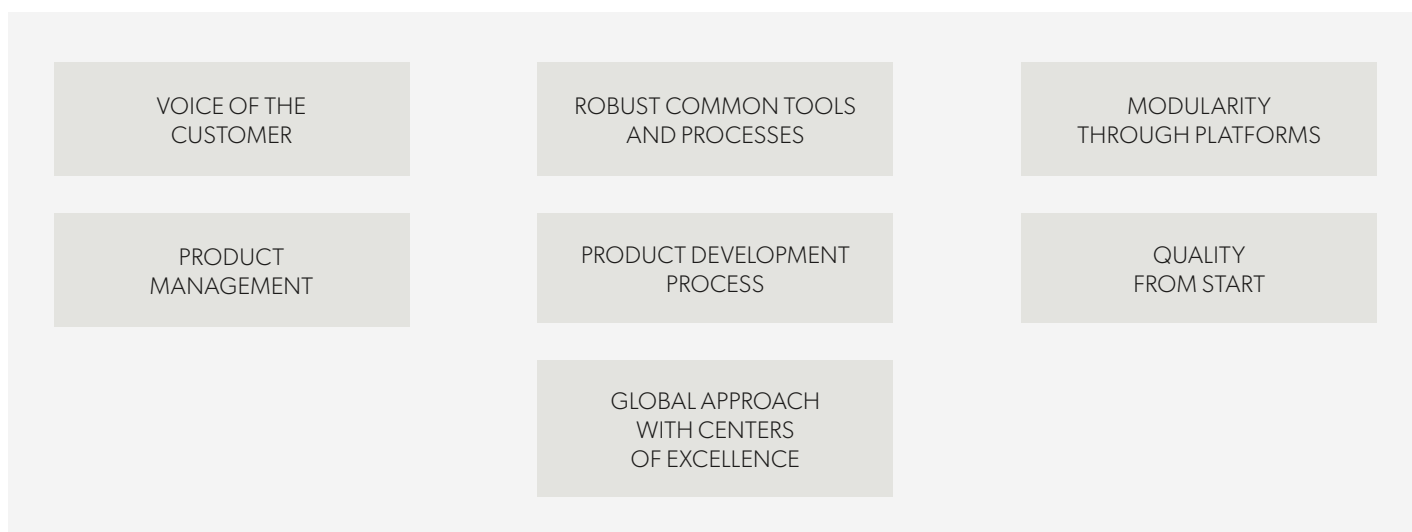 VOICE OF THE
CUSTOMER
ROBUST COMMON TOOLS
AND PROCESSES
MODULARITY
THROUGH PLATFORMS
PRODUCT
MANAGEMENT
PRODUCT DEVELOPMENT
PROCESS
QUALITY
FROM START
GLOBAL APPROACH
WITH CENTERS
OF EXCELLENCE